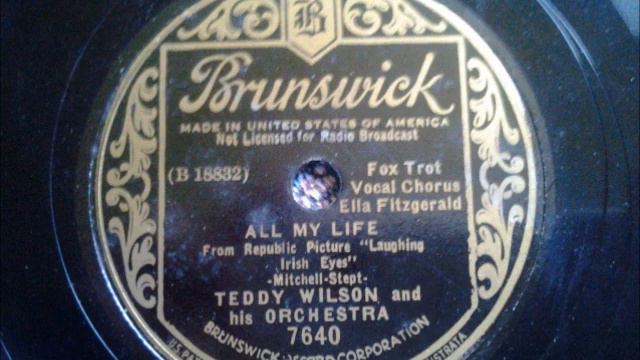 B
Brunswick
MADE IN UNITED STATES OF AMERICA
Not Licensed for Radio Broadcast
(B 18832)
Fox Trot
Vocal Chorus
Ella Fitzgerald
ALL MY LIFE
From Republic Picture "Laughing
Irish Eyes"
-Mitchell-Stept-
TEDDY WILSON and
his ORCHESTRA
7640
BRUNSWICK RECORD CORPORATION
U.S. PAT